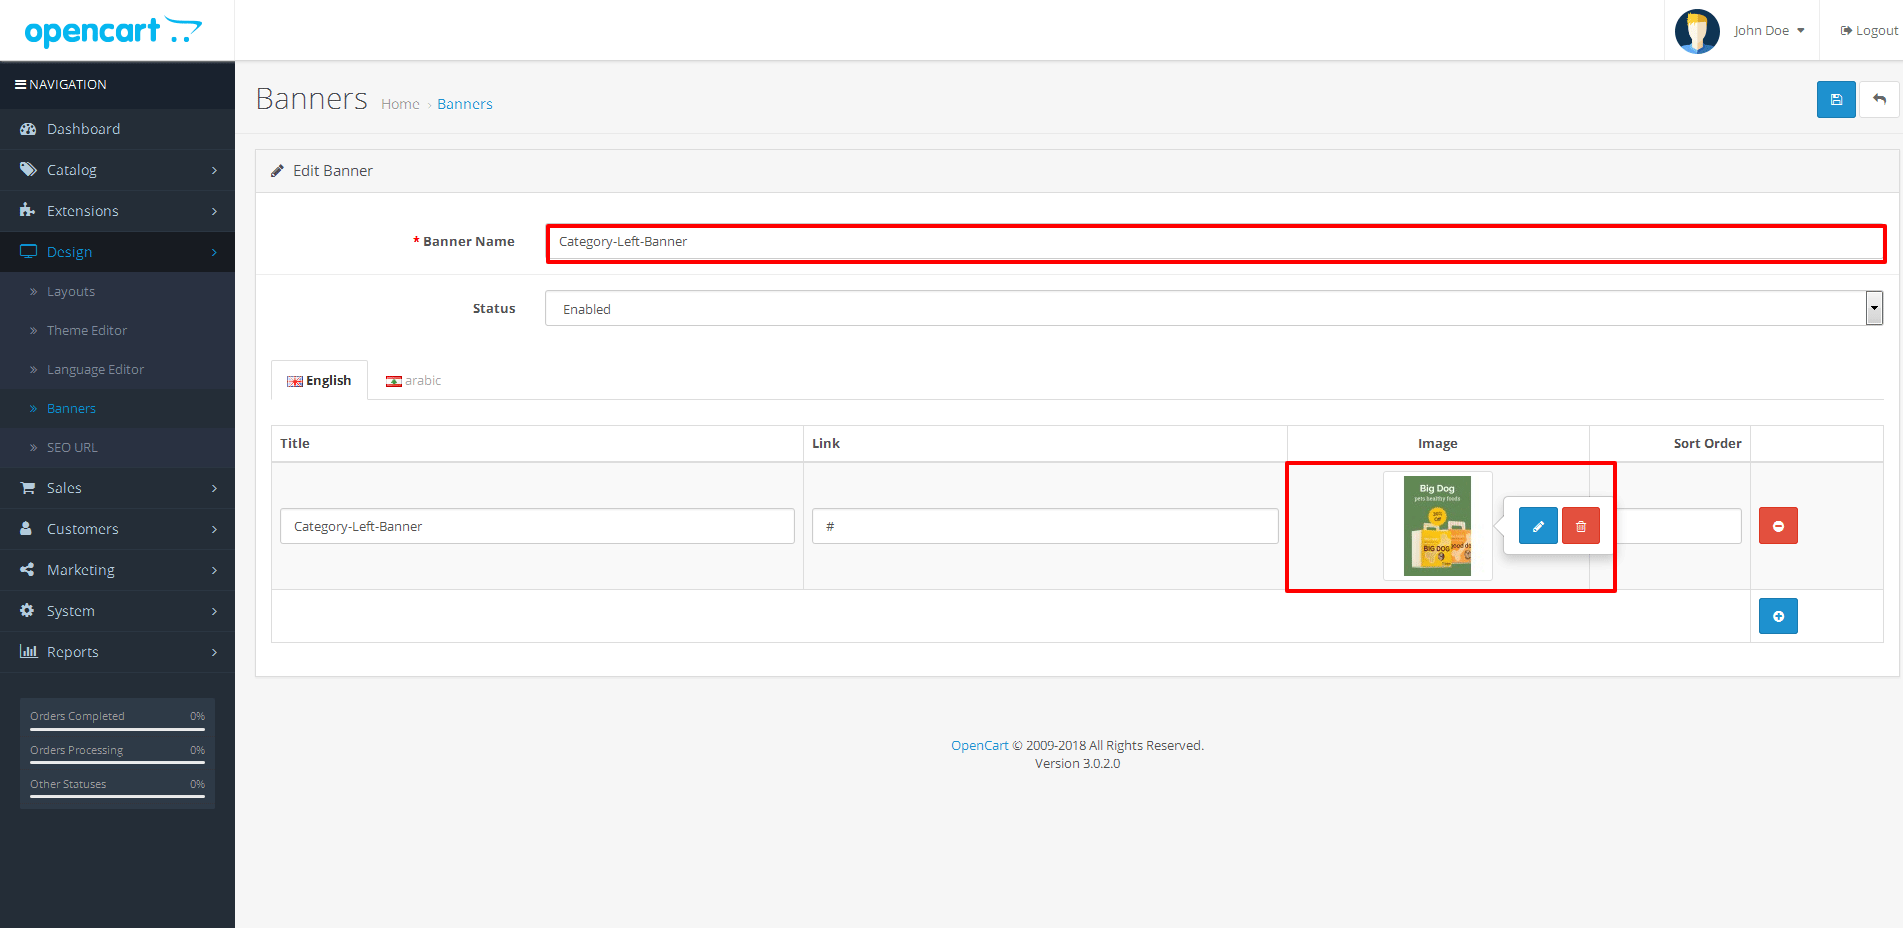 opencart
John Doe
Logout
NAVIGATION
Dashboard
Catalog
Extensions
Design
Layouts
Theme Editor
Language Editor
Banners
SEO URL
Sales
Customers
Marketing
System
Reports
Orders Completed 0%
Orders Processing 0%
Other Statuses 0%
Banners Home › Banners
Edit Banner
* Banner Name Category-Left-Banner
Status Enabled
English arabic
Title Link Image Sort Order
Category-Left-Banner #
Big Dog
pets healthy foods
Off
BIG DOG
OpenCart © 2009-2018 All Rights Reserved.
Version 3.0.2.0